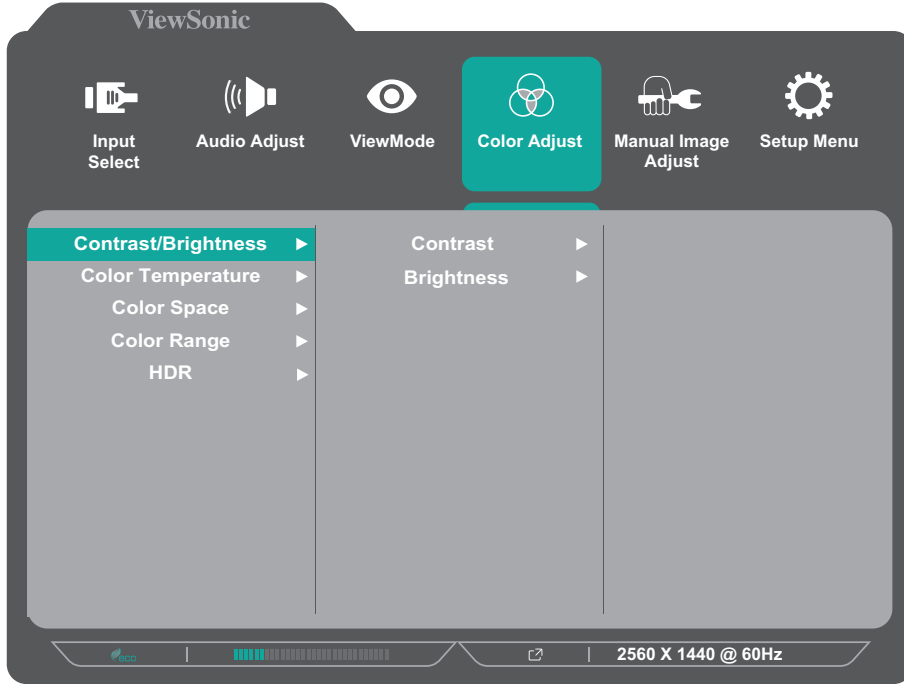 ViewSonic
Input
Select
Audio Adjust
ViewMode
Color Adjust
Manual Image
Adjust
Setup Menu
Contrast/Brightness
Color Temperature
Color Space
Color Range
HDR
Contrast
Brightness
eco
2560 X 1440 @ 60Hz